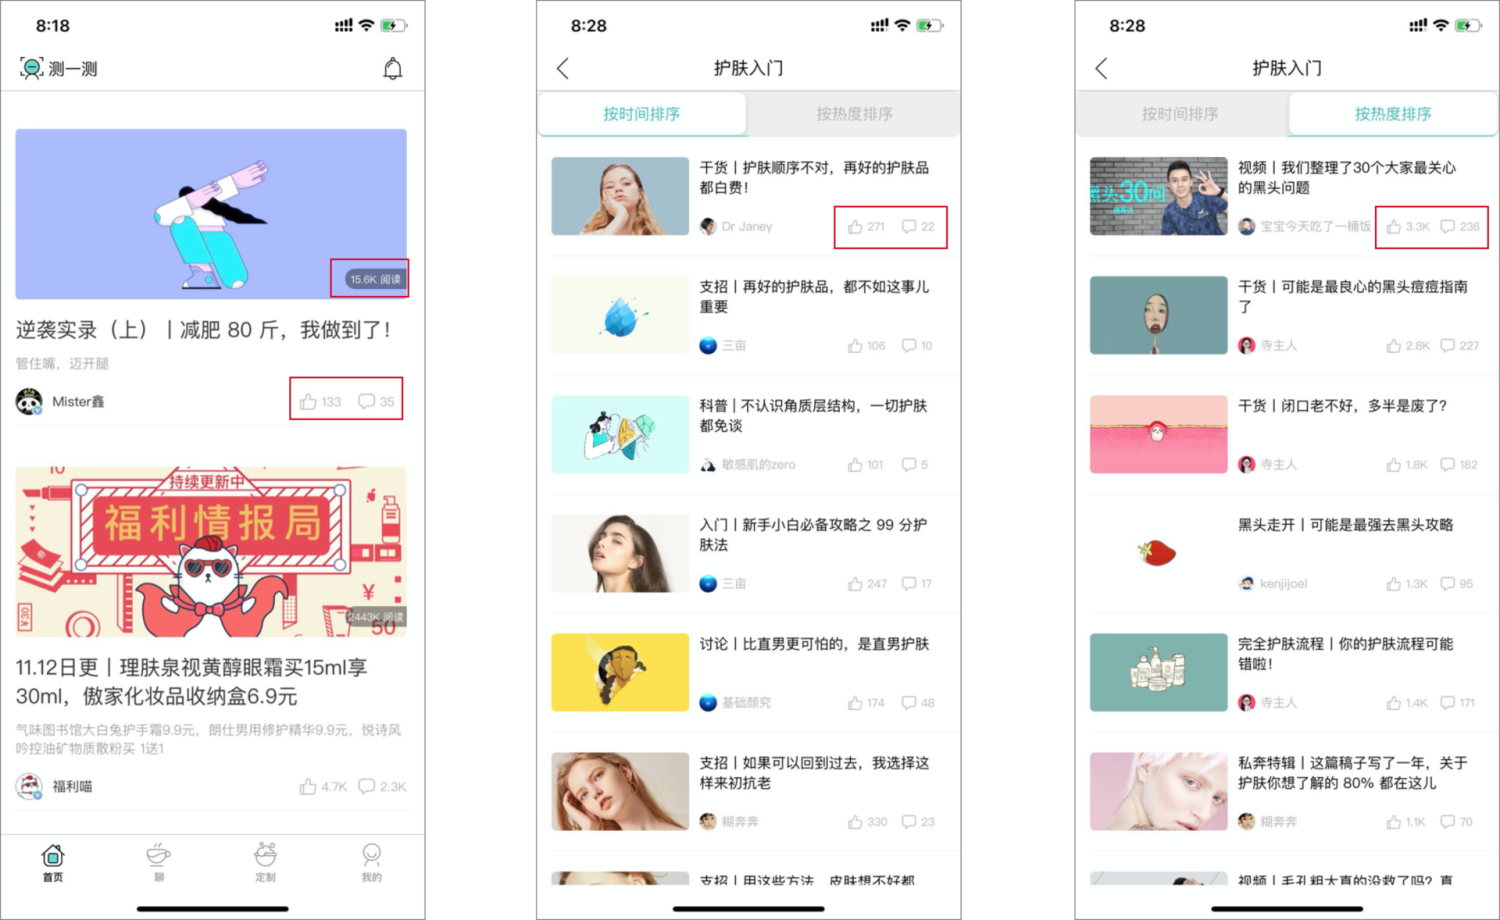 8:18
测一测
15.6K 阅读
逆袭实录（上）丨减肥 80 斤，我做到了！
管住嘴，迈开腿
Mister鑫
133
35
持续更新中
福利情报局
¥
¥30
50
2443K 阅读
11.12日更丨理肤泉视黄醇眼霜买15ml享
30ml，傲家化妆品收纳盒6.9元
气味图书馆大白兔护手霜9.9元，朗仕男用修护精华9.9元，悦诗风
吟控油矿物质散粉买 1送1
福利喵
4.7K
2.3K
首页
聊
定制
我的
8:28
护肤入门
按时间排序
按热度排序
干货丨护肤顺序不对，再好的护肤品
都白费！
Dr Janey
271
22
支招丨再好的护肤品，都不如这事儿
重要
三亩
106
10
科普丨不认识角质层结构，一切护肤
都免谈
敏感肌的zero
101
5
入门丨新手小白必备攻略之 99 分护
肤法
三亩
247
17
讨论丨比直男更可怕的，是直男护肤
基础颜究
174
48
支招丨如果可以回到过去，我选择这
样来初抗老
糊奔奔
330
23
支招丨用这些方法，皮肤想不好都
8:28
护肤入门
按时间排序
按热度排序
黑头30问
视频丨我们整理了30个大家最关心
的黑头问题
宝宝今天吃了一桶饭
3.3K
236
干货丨可能是最良心的黑头痘痘指南
了
寺主人
2.8K
227
干货丨闭口老不好，多半是废了？
寺主人
1.8K
182
黑头走开丨可能是最强去黑头攻略
kenjijoel
1.3K
95
完全护肤流程丨你的护肤流程可能
错啦！
寺主人
1.4K
171
私奔特辑丨这篇稿子写了一年，关于
护肤你想了解的 80% 都在这儿
糊奔奔
1.1K
70
视频丨毛孔粗大真的没救了吗？真